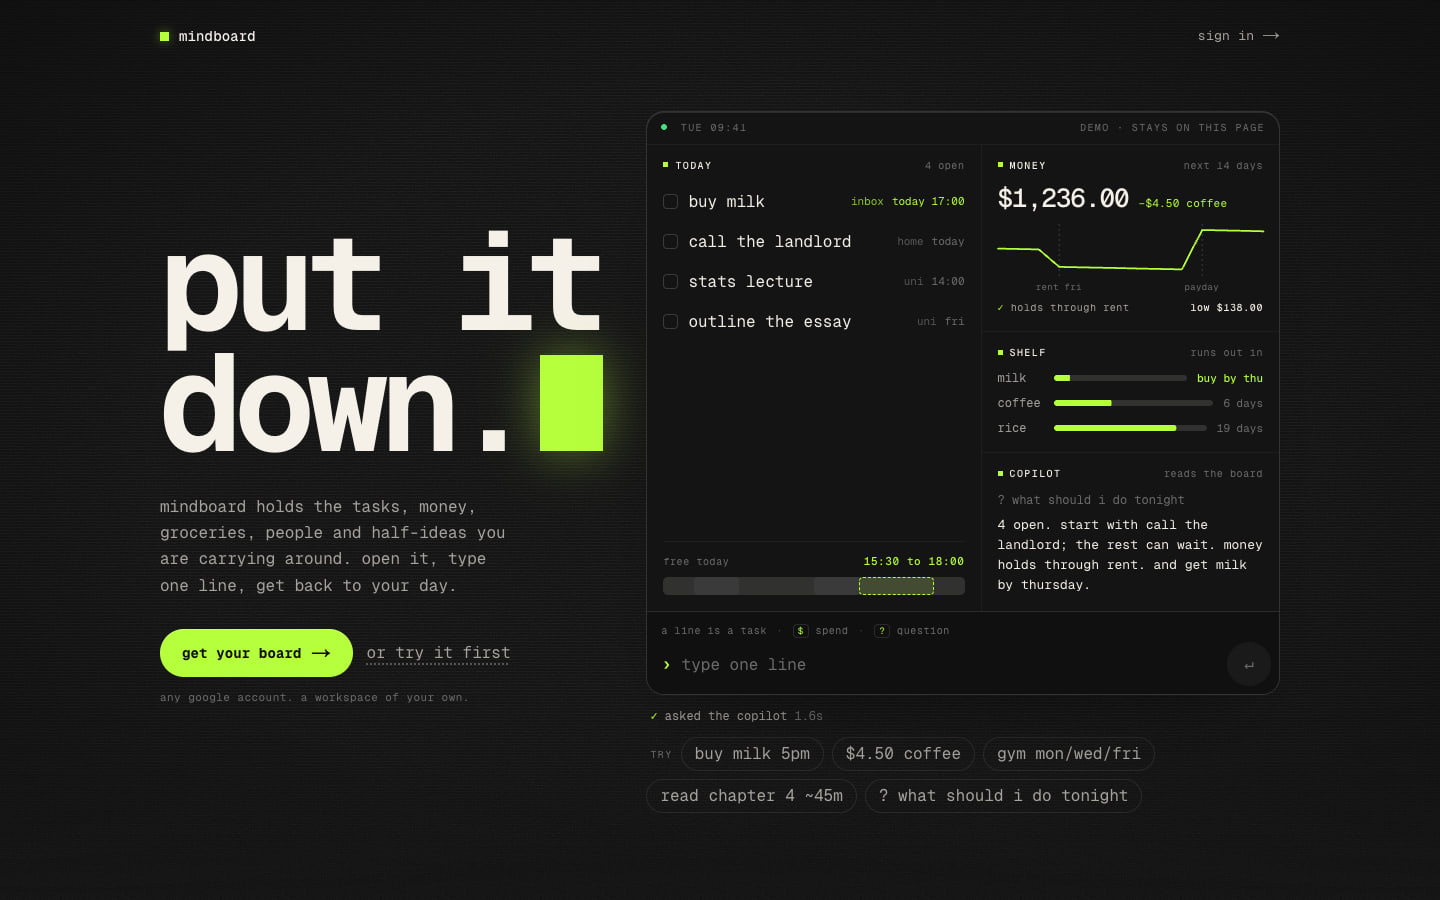 mindboard
sign in →
put it
down.
mindboard holds the tasks, money,
groceries, people and half-ideas you
are carrying around. open it, type
one line, get back to your day.
get your board →
or try it first
any google account. a workspace of your own.
TUE 09:41
DEMO · STAYS ON THIS PAGE
TODAY
4 open
buy milk
inbox today 17:00
call the landlord
home today
stats lecture
uni 14:00
outline the essay
uni fri
free today
15:30 to 18:00
MONEY
next 14 days
$1,236.00 −$4.50 coffee
rent fri
payday
✓ holds through rent
low $138.00
SHELF
runs out in
milk
buy by thu
coffee
6 days
rice
19 days
COPILOT
reads the board
? what should i do tonight
4 open. start with call the
landlord; the rest can wait. money
holds through rent. and get milk
by thursday.
a line is a task · $ spend · ? question
› type one line
↵
✓ asked the copilot 1.6s
TRY
buy milk 5pm
$4.50 coffee
gym mon/wed/fri
read chapter 4 ~45m
? what should i do tonight